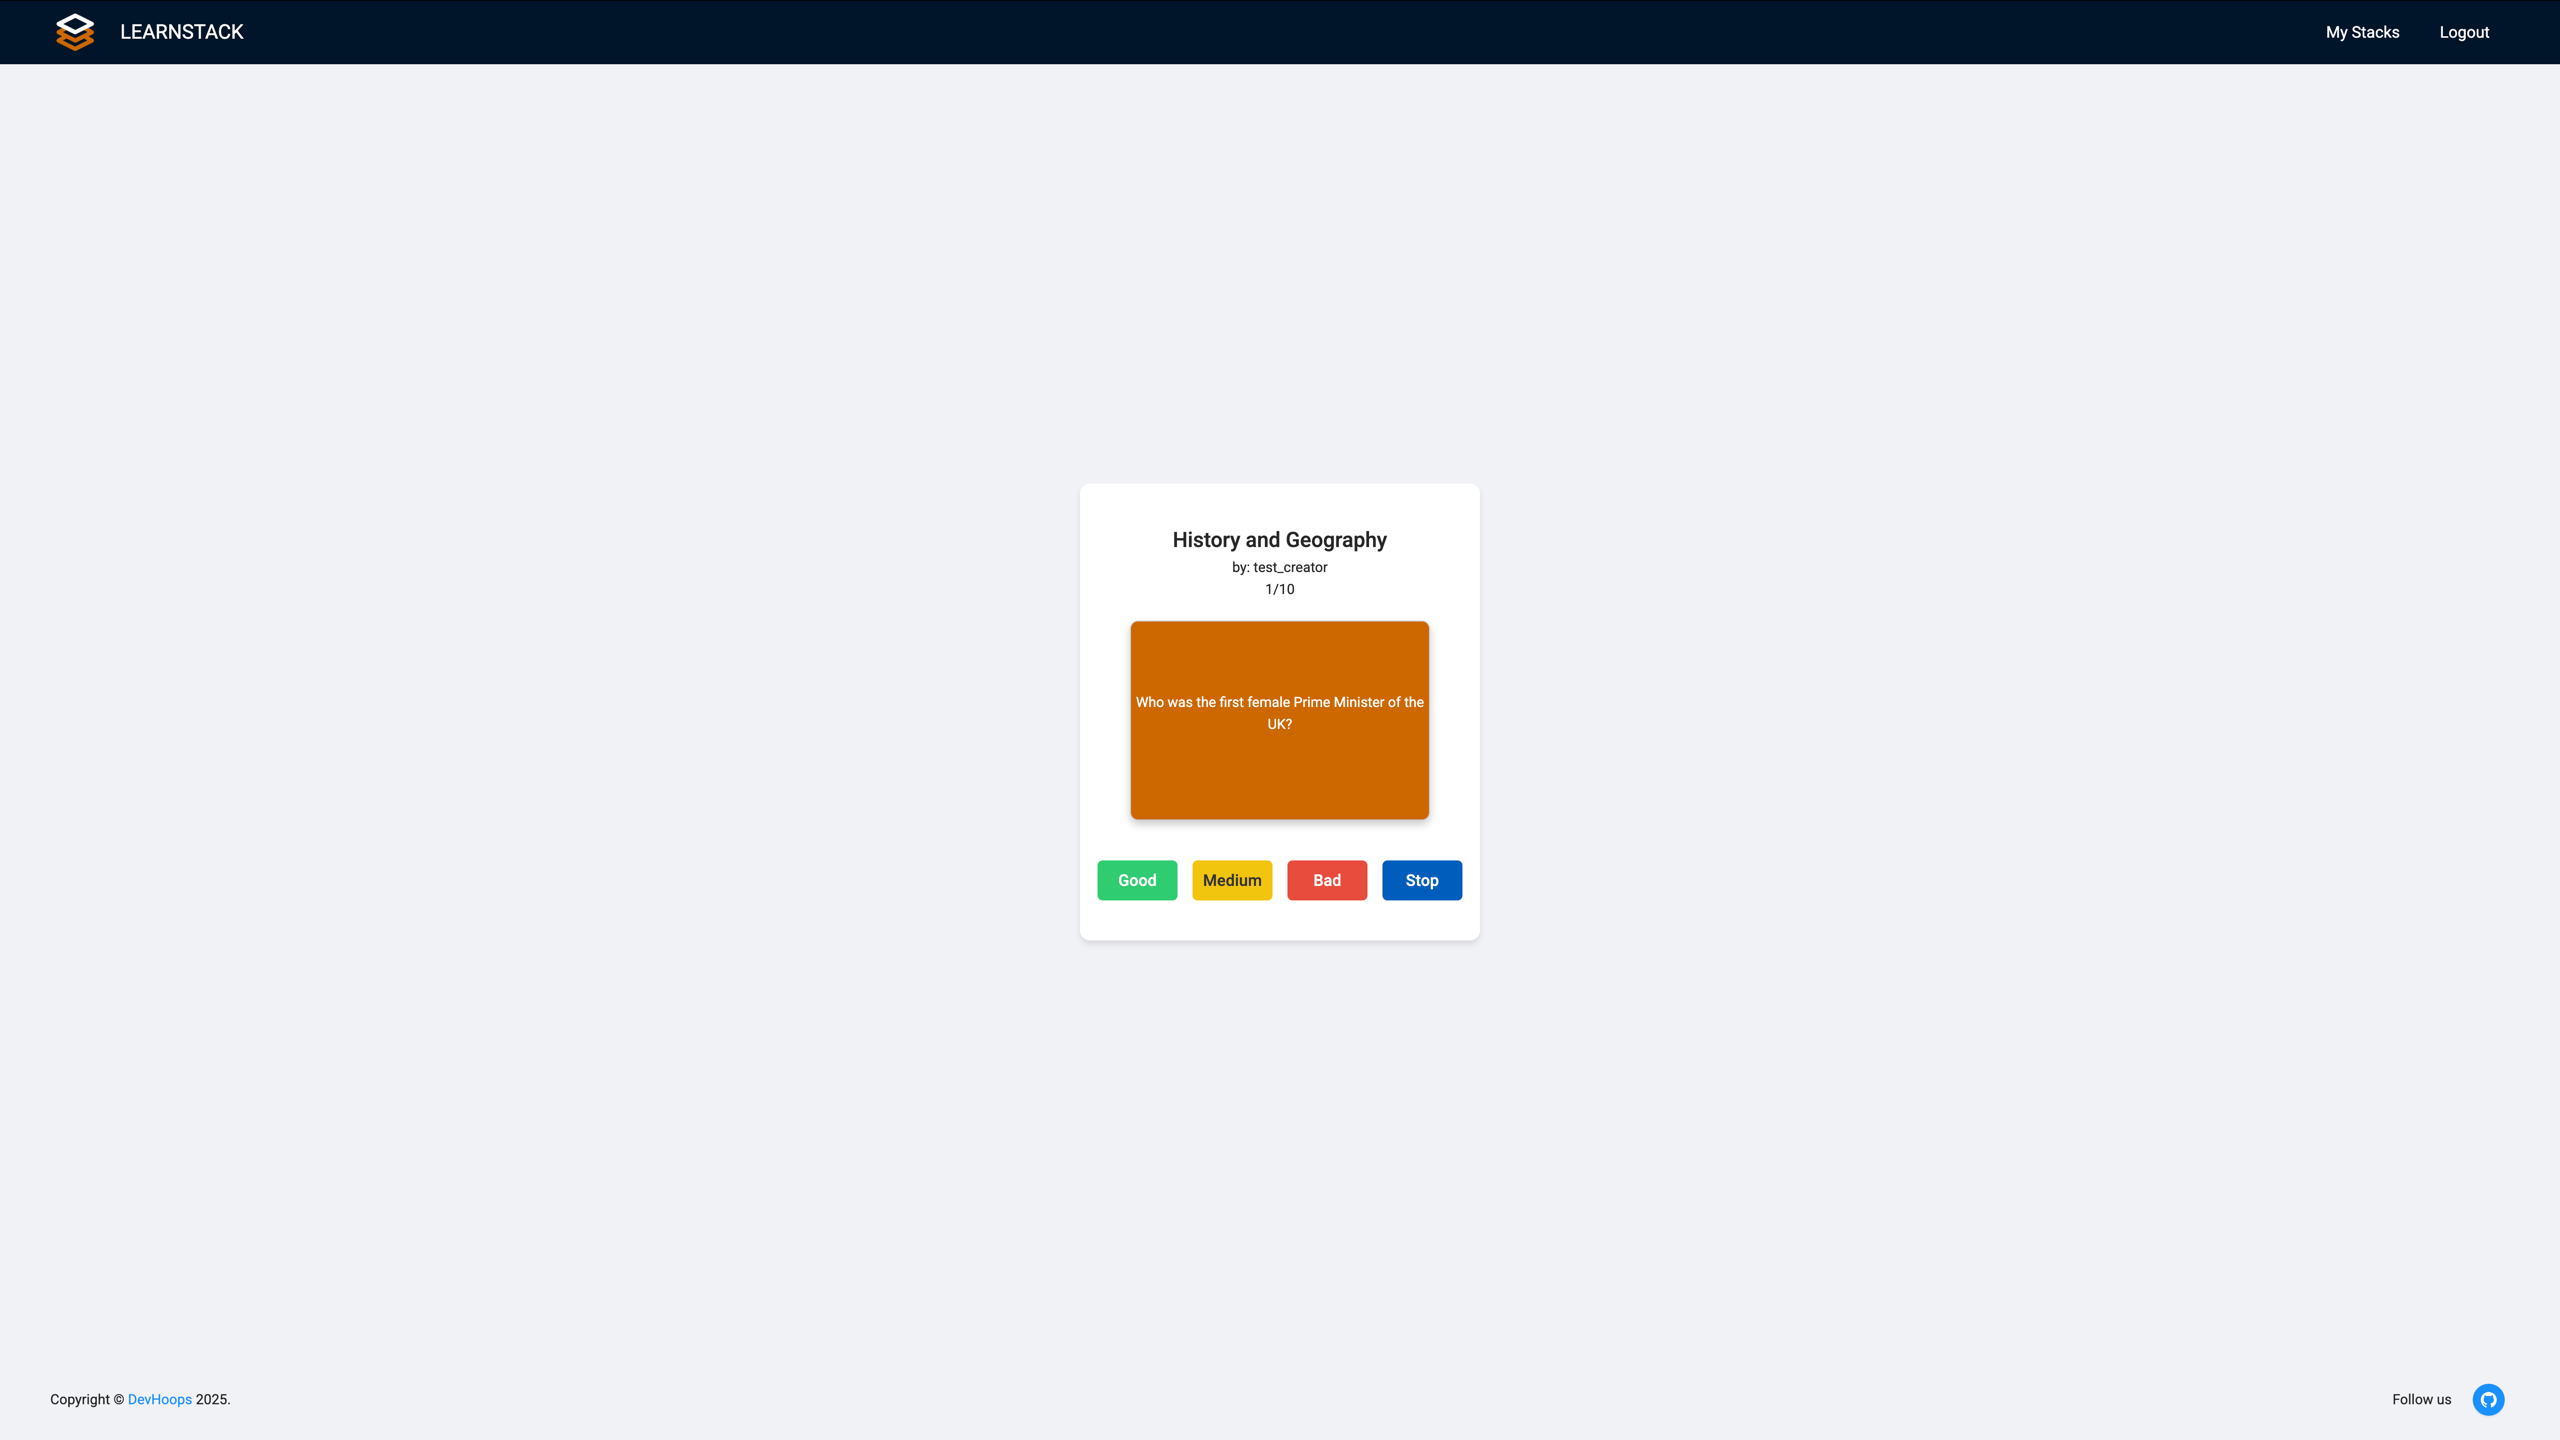 LEARNSTACK
My Stacks
Logout
History and Geography
by: test_creator
1/10
Who was the first female Prime Minister of the
UK?
Good
Medium
Bad
Stop
Copyright © DevHoops 2025.
Follow us